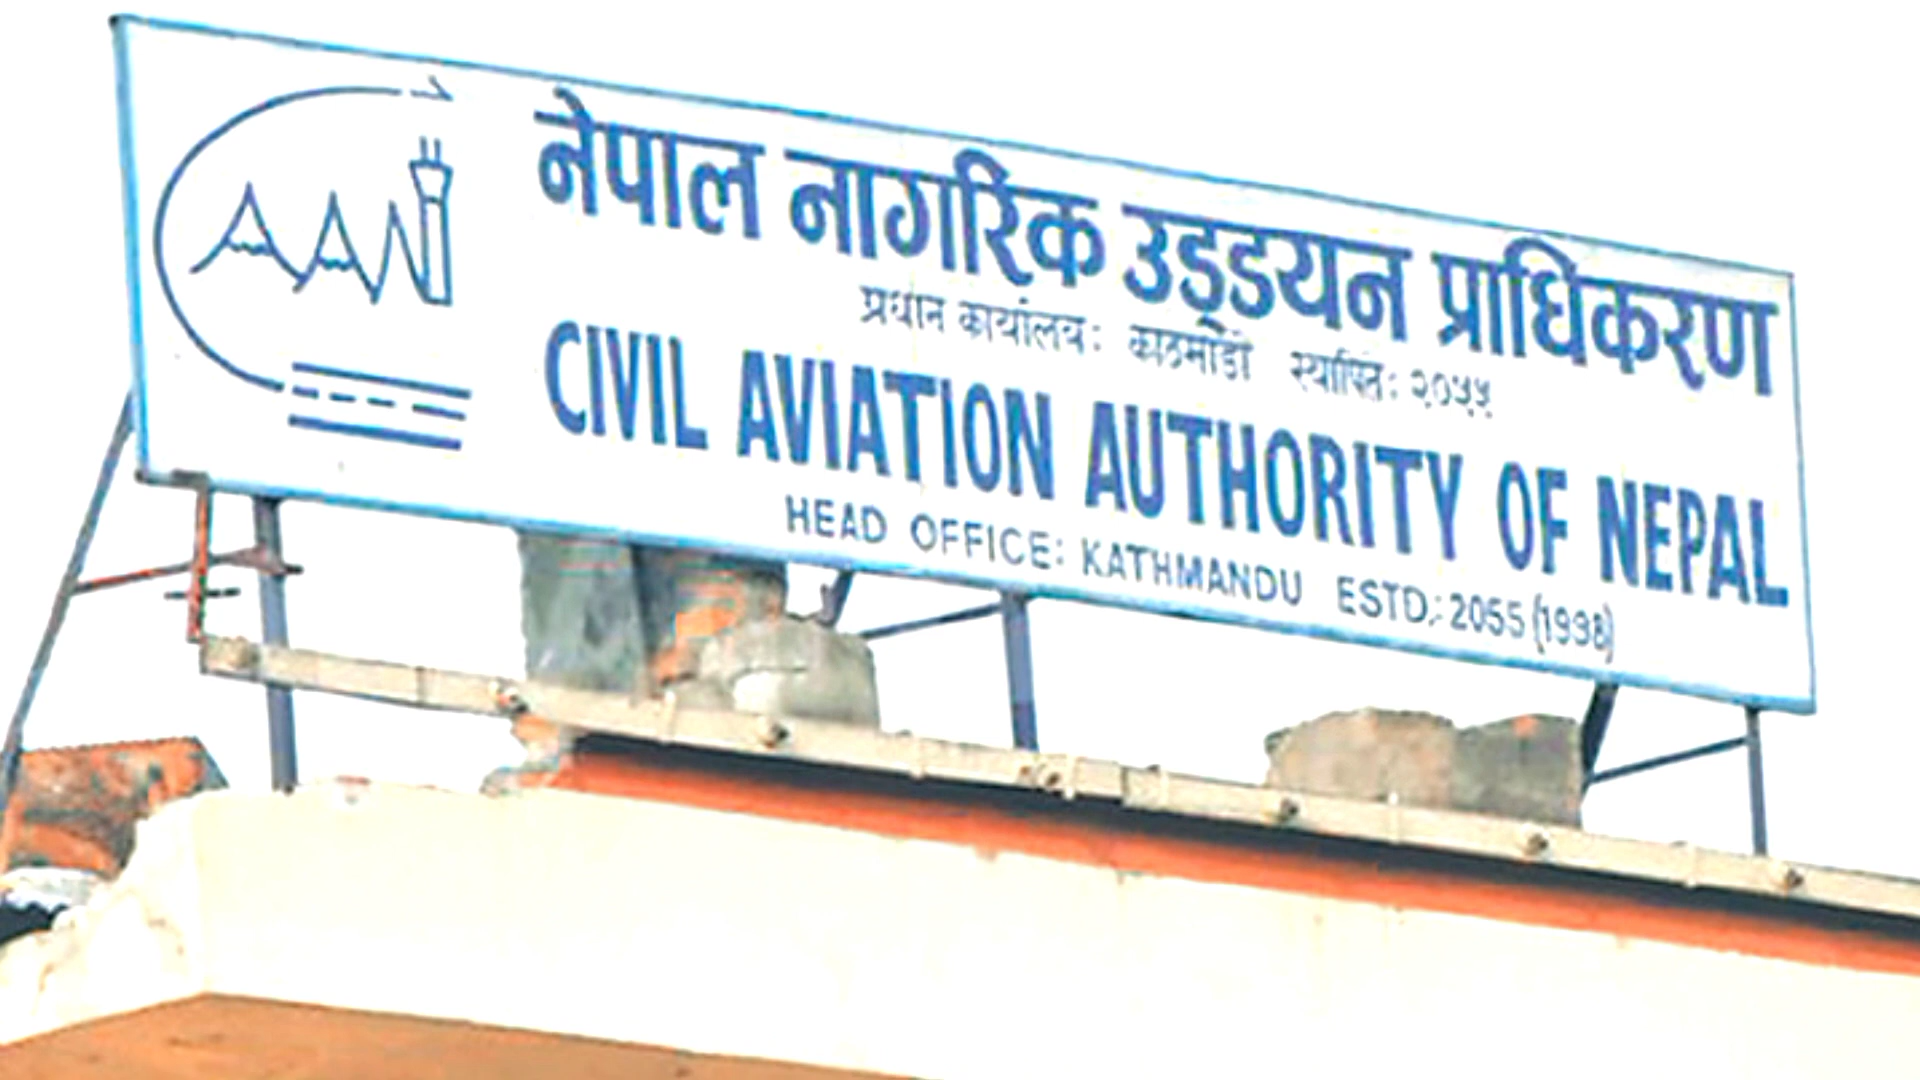 नेपाल नागरिक उड्डयन प्राधिकरण
प्रधान कार्यालय: काठमाडौं स्थापित: २०५५
CIVIL AVIATION AUTHORITY OF NEPAL
HEAD OFFICE: KATHMANDU ESTD.: 2055 (1998)